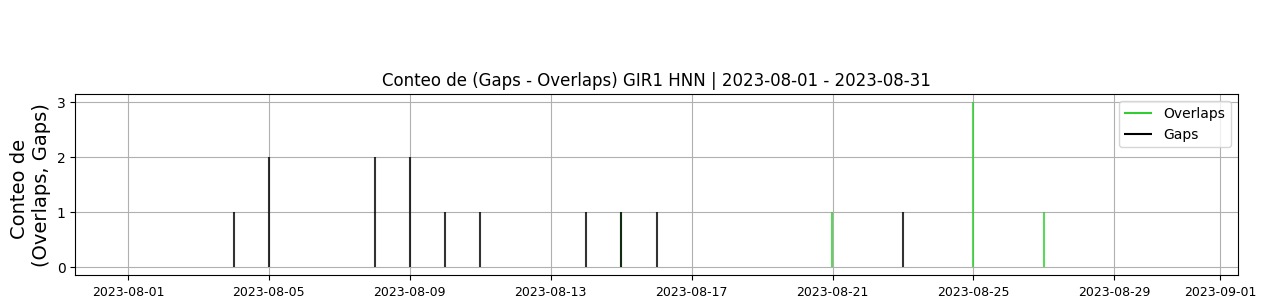 Conteo de (Gaps - Overlaps) GIR1 HNN | 2023-08-01 - 2023-08-31
Conteo de
(Overlaps, Gaps)
3
2
1
0
Overlaps
Gaps
2023-08-01
2023-08-05
2023-08-09
2023-08-13
2023-08-17
2023-08-21
2023-08-25
2023-08-29
2023-09-01